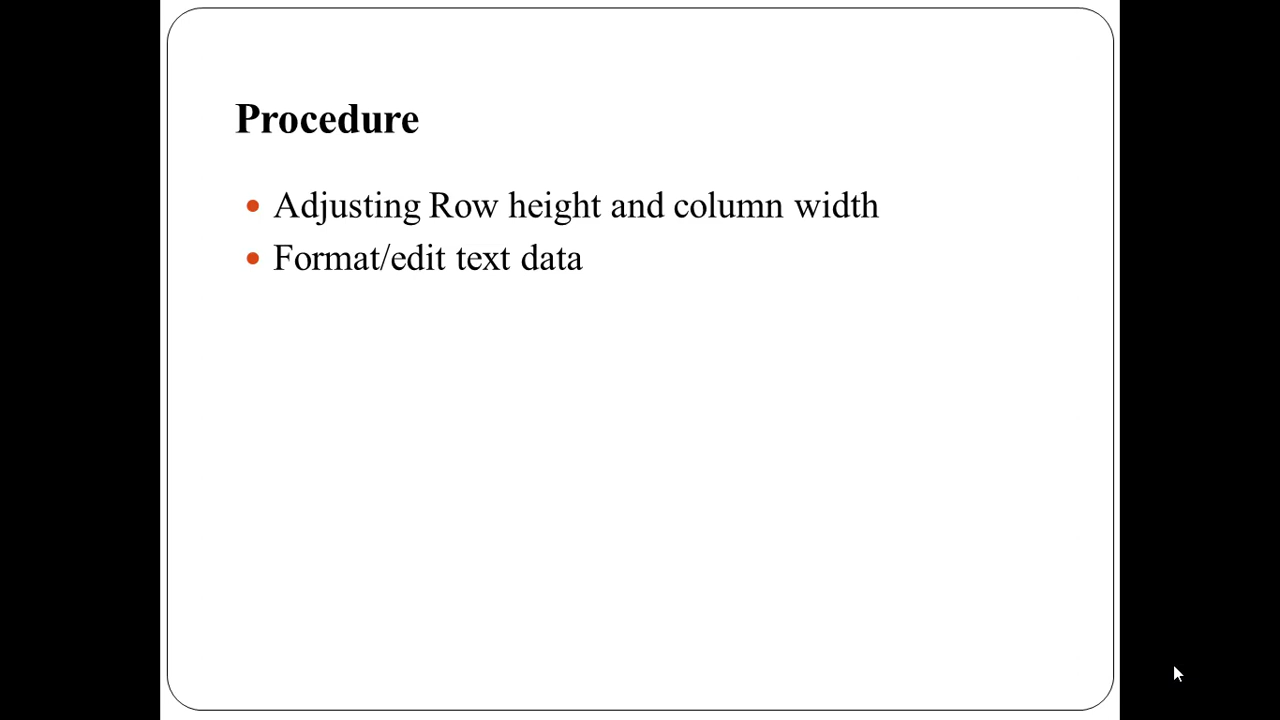 Procedure
Adjusting Row height and column width
Format/edit text data